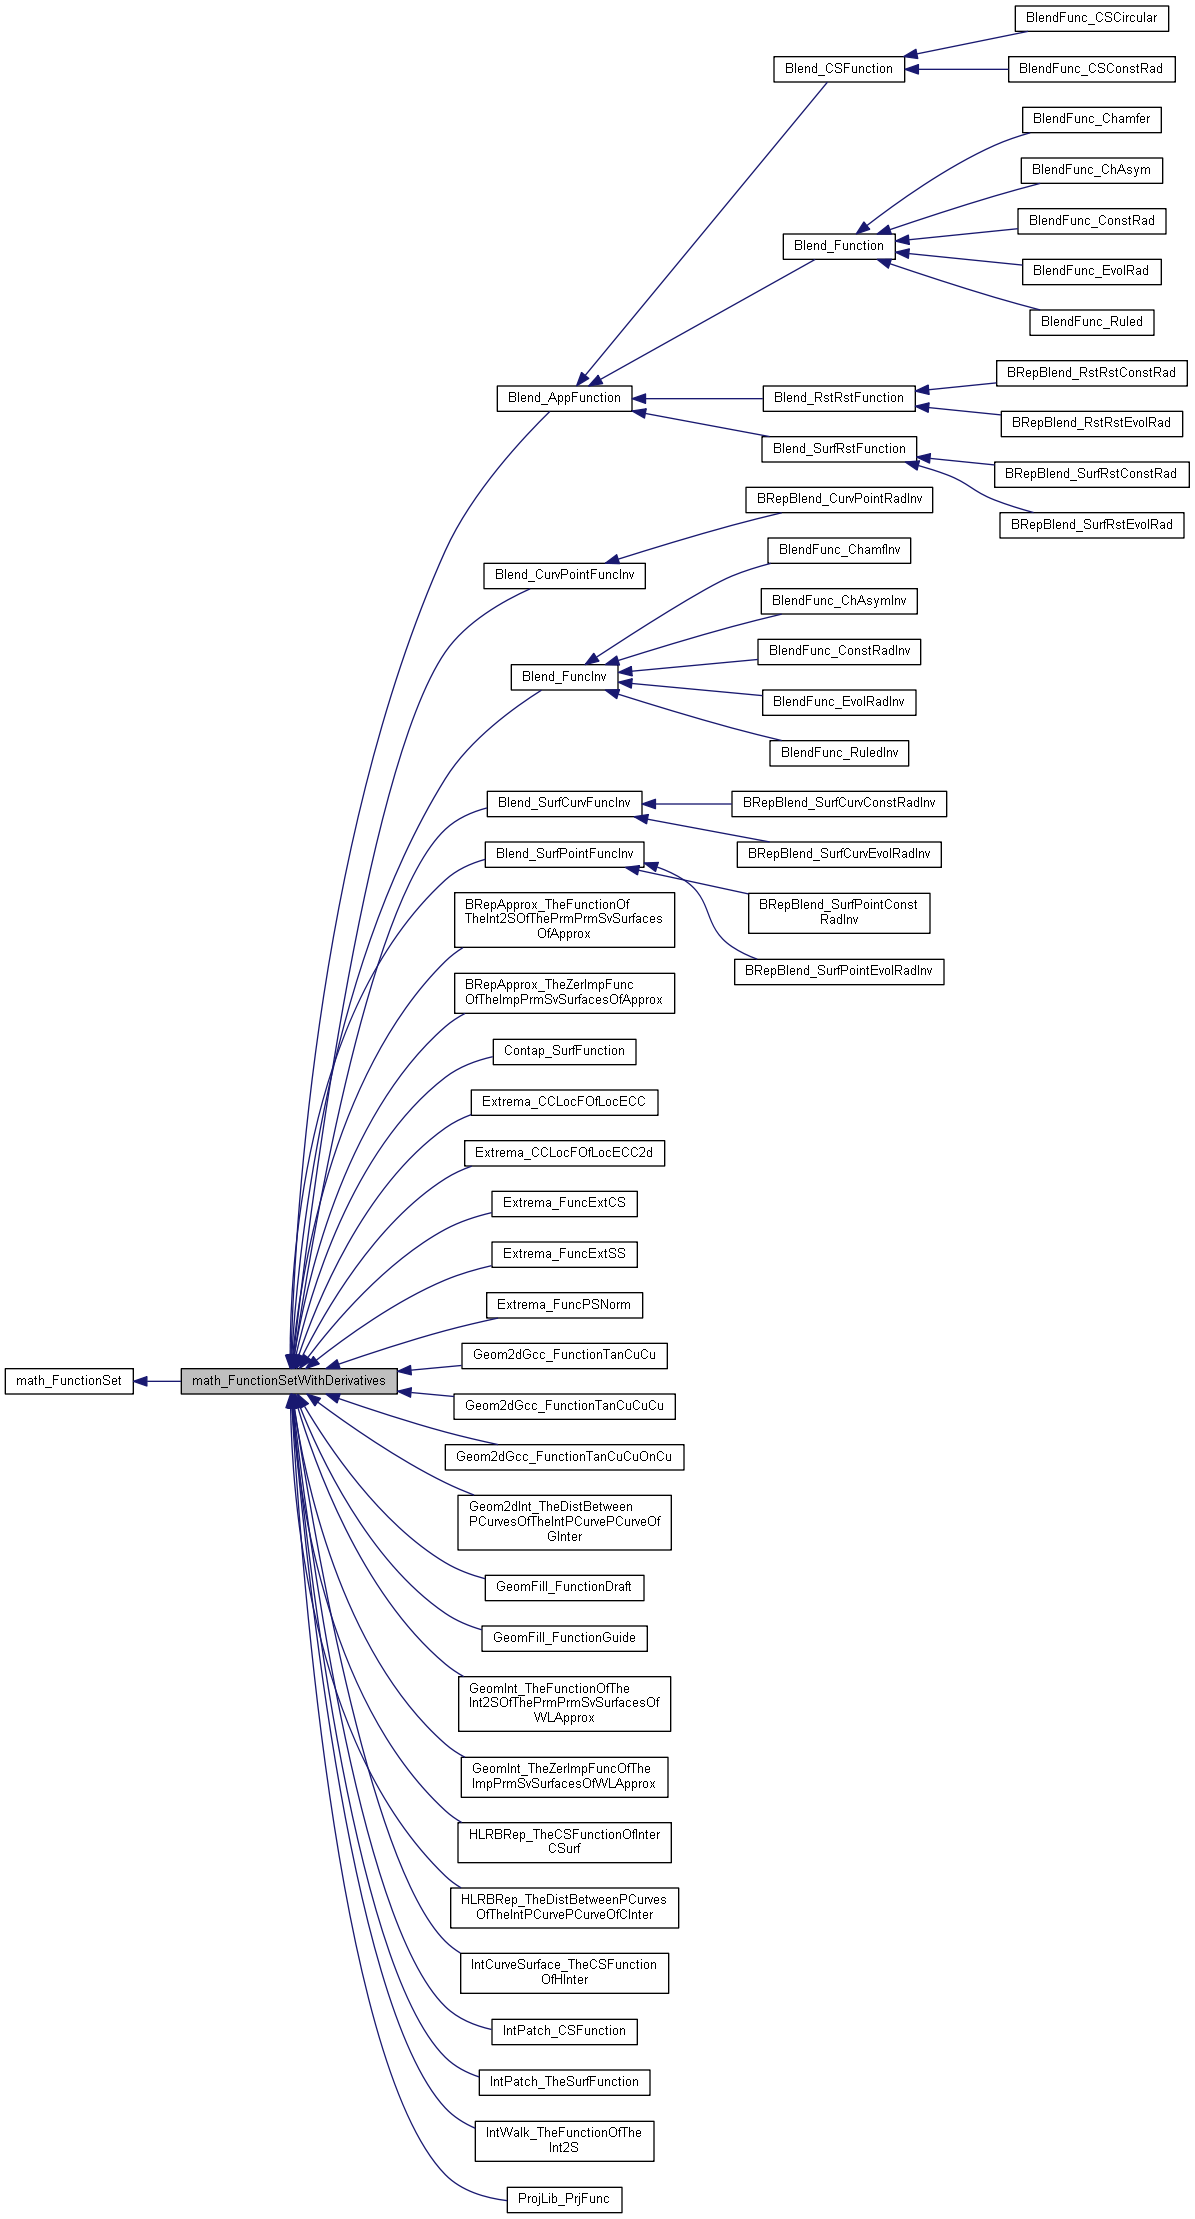 BlendFunc_CSCircular
Blend_CSFunction
BlendFunc_CSConstRad
BlendFunc_Chamfer
BlendFunc_ChAsym
BlendFunc_ConstRad
Blend_Function
BlendFunc_EvolRad
BlendFunc_Ruled
BRepBlend_RstRstConstRad
Blend_AppFunction
Blend_RstRstFunction
BRepBlend_RstRstEvolRad
Blend_SurfRstFunction
BRepBlend_SurfRstConstRad
BRepBlend_CurvPointRadInv
BRepBlend_SurfRstEvolRad
BlendFunc_ChamfInv
Blend_CurvPointFuncInv
BlendFunc_ChAsymInv
BlendFunc_ConstRadInv
Blend_FuncInv
BlendFunc_EvolRadInv
BlendFunc_RuledInv
Blend_SurfCurvFuncInv
BRepBlend_SurfCurvConstRadInv
Blend_SurfPointFuncInv
BRepBlend_SurfCurvEvolRadInv
BRepApprox_TheFunctionOf
TheInt2SOfThePrmPrmSvSurfaces
OfApprox
BRepBlend_SurfPointConst
RadInv
BRepBlend_SurfPointEvolRadInv
BRepApprox_TheZerImpFunc
OfTheImpPrmSvSurfacesOfApprox
Contap_SurfFunction
Extrema_CCLocFOfLocECC
Extrema_CCLocFOfLocECC2d
Extrema_FuncExtCS
Extrema_FuncExtSS
Extrema_FuncPSNorm
Geom2dGcc_FunctionTanCuCu
math_FunctionSet
math_FunctionSetWithDerivatives
Geom2dGcc_FunctionTanCuCuCu
Geom2dGcc_FunctionTanCuCuOnCu
Geom2dInt_TheDistBetween
PCurvesOfTheIntPCurvePCurveOf
GInter
GeomFill_FunctionDraft
GeomFill_FunctionGuide
GeomInt_TheFunctionOfThe
Int2SOfThePrmPrmSvSurfacesOf
WLApprox
GeomInt_TheZerImpFuncOfThe
ImpPrmSvSurfacesOfWLApprox
HLRBRep_TheCSFunctionOfInter
CSurf
HLRBRep_TheDistBetweenPCurves
OfTheIntPCurvePCurveOfCInter
IntCurveSurface_TheCSFunction
OfHInter
IntPatch_CSFunction
IntPatch_TheSurfFunction
IntWalk_TheFunctionOfThe
Int2S
ProjLib_PrjFunc